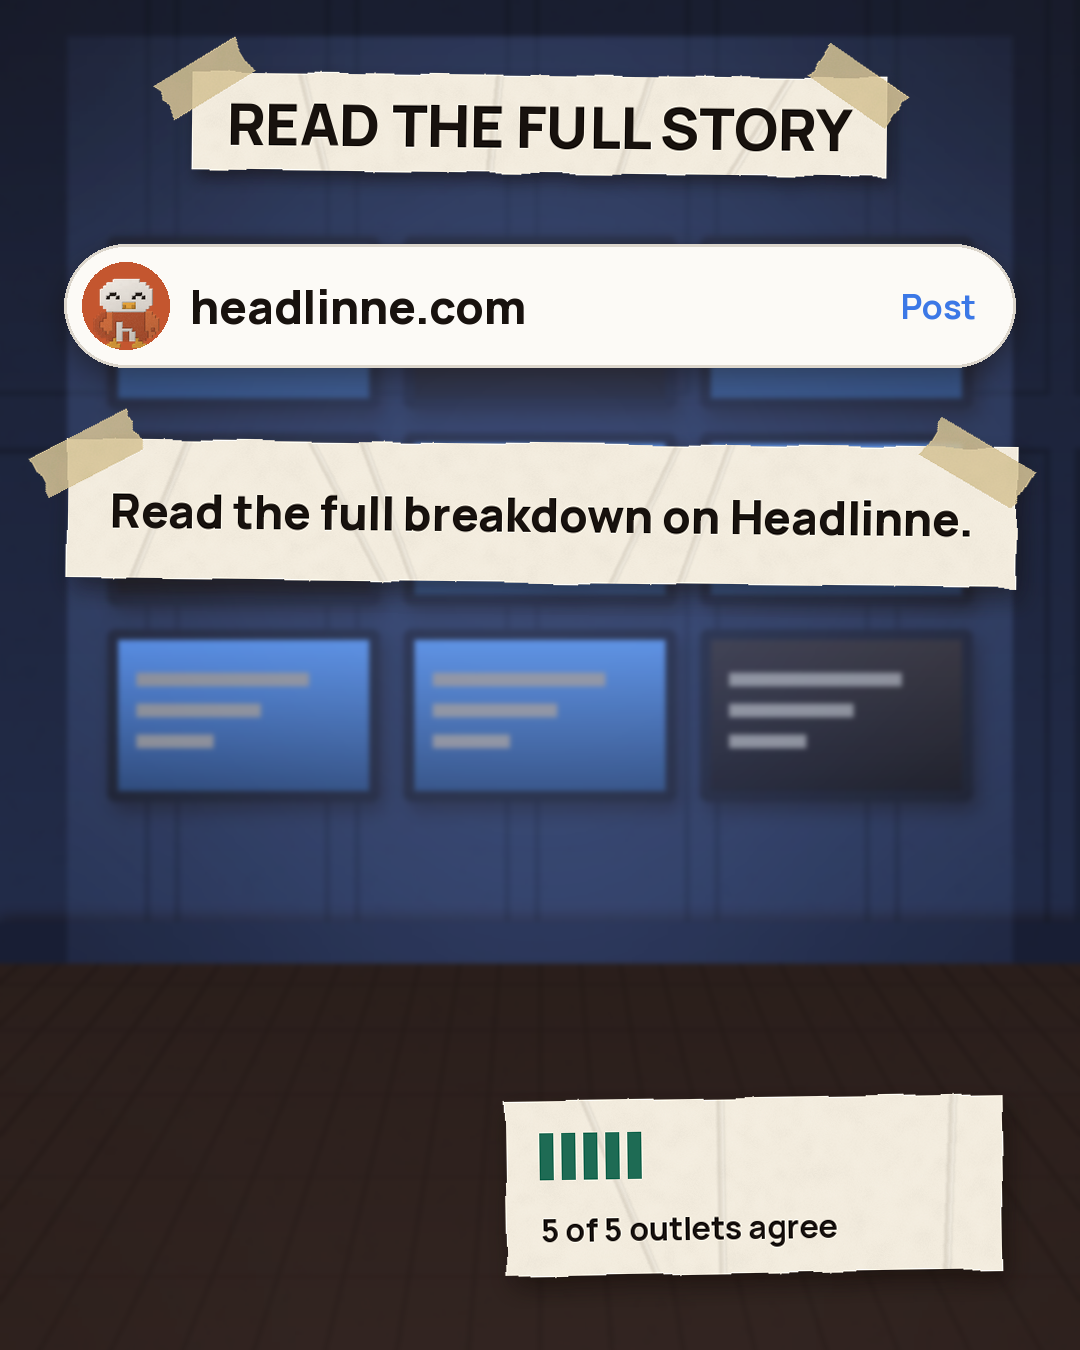 READ THE FULL STORY
h
headlinne.com
Post
Read the full breakdown on Headlinne.
5 of 5 outlets agree